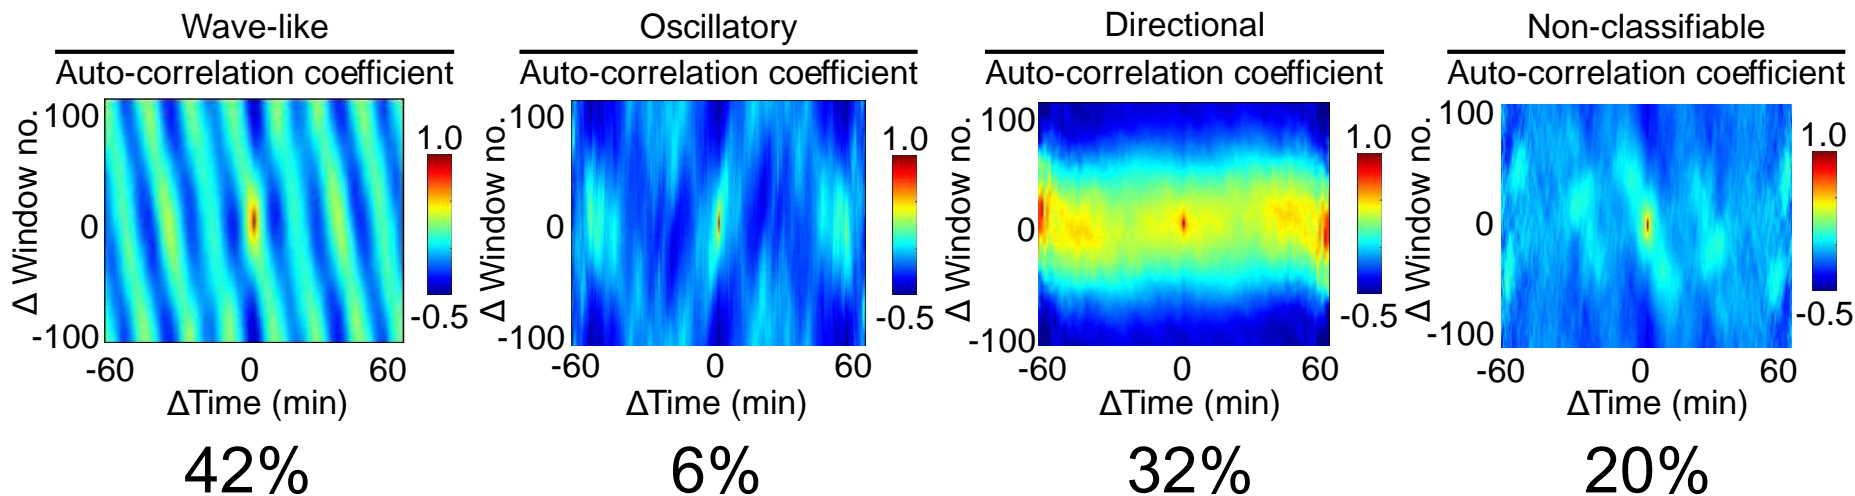 Wave-like
Auto-correlation coefficient
Δ Window no.
100
0
-100
-60 0 60
ΔTime (min)
1.0
-0.5
42%
Oscillatory
Auto-correlation coefficient
Δ Window no.
100
0
-100
-60 0 60
ΔTime (min)
1.0
-0.5
6%
Directional
Auto-correlation coefficient
Δ Window no.
100
0
-100
-60 0 60
ΔTime (min)
1.0
-0.5
32%
Non-classifiable
Auto-correlation coefficient
Δ Window no.
100
0
-100
-60 0 60
ΔTime (min)
1.0
-0.5
20%